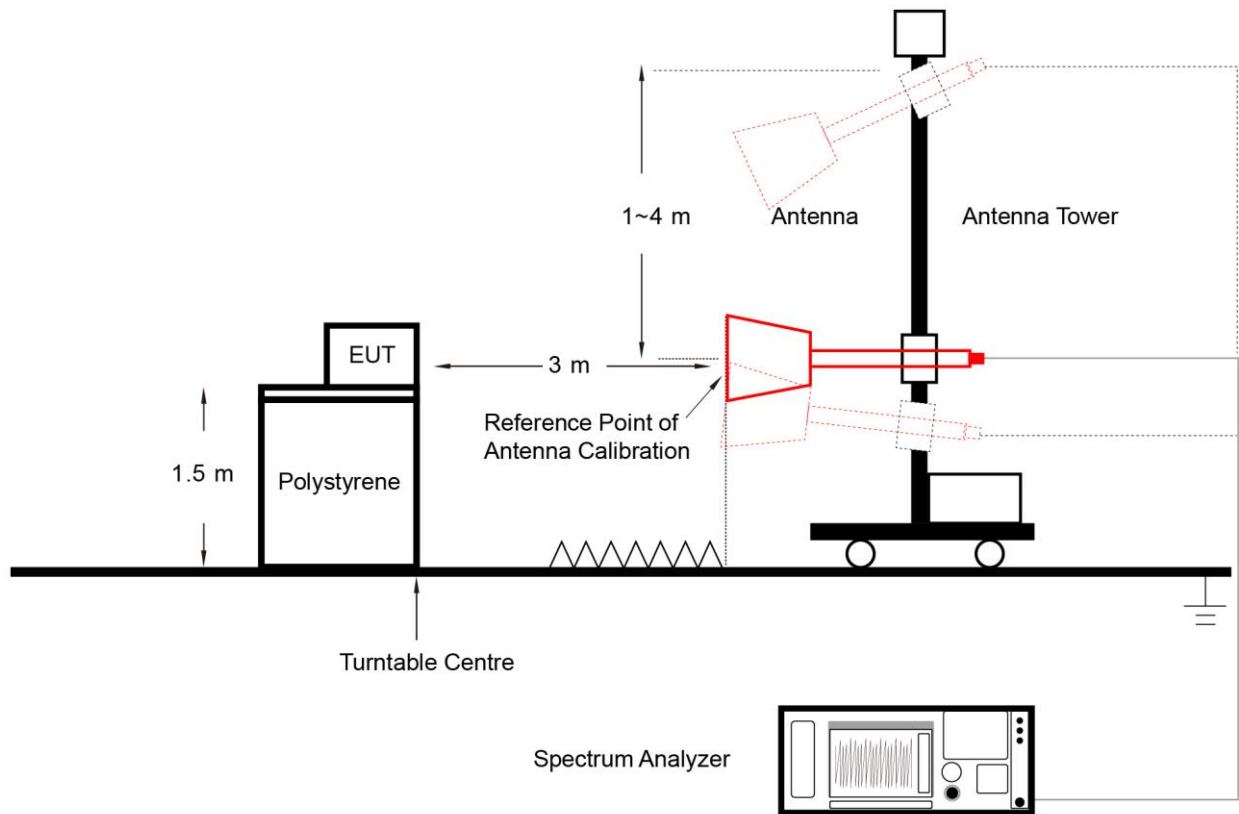 1~4 m
Antenna
Antenna Tower
EUT
3 m
Reference Point of
Antenna Calibration
1.5 m
Polystyrene
Turntable Centre
Spectrum Analyzer